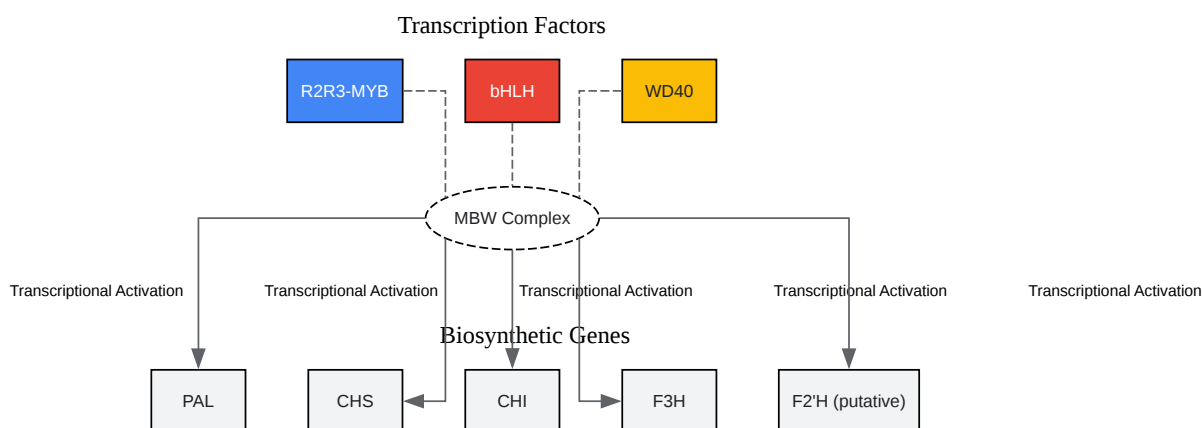 Transcription Factors
R2R3-MYB
bHLH
WD40
MBW Complex
Transcriptional Activation
Transcriptional Activation
Transcriptional Activation
Transcriptional Activation
Transcriptional Activation
Biosynthetic Genes
PAL
CHS
CHI
F3H
F2'H (putative)